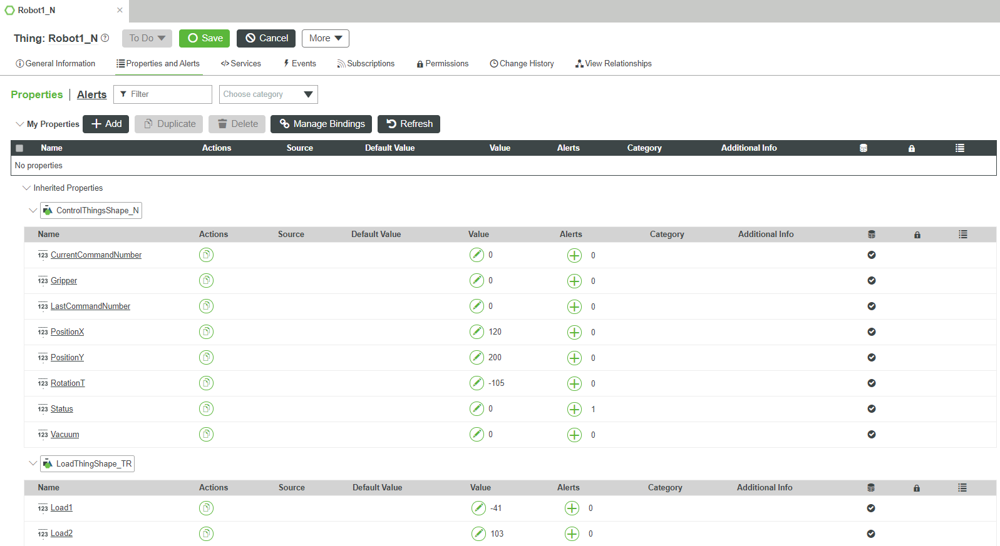 Robot1_N
Thing: Robot1_N To Do Save Cancel More
General Information Properties and Alerts Services Events Subscriptions Permissions Change History View Relationships
Properties Alerts Filter Choose category
My Properties Add Duplicate Delete Manage Bindings Refresh
Name Actions Source Default Value Value Alerts Category Additional Info
No properties
Inherited Properties
ControlThingsShape_N
Name Actions Source Default Value Value Alerts Category Additional Info
123 CurrentCommandNumber 0 0
123 Gripper 0 0
123 LastCommandNumber 0 0
123 PositionX 120 0
123 PositionY 200 0
123 RotationT -105 0
123 Status 0 1
123 Vacuum 0 0
LoadThingShape_TR
Name Actions Source Default Value Value Alerts Category Additional Info
123 Load1 -41 0
123 Load2 103 0